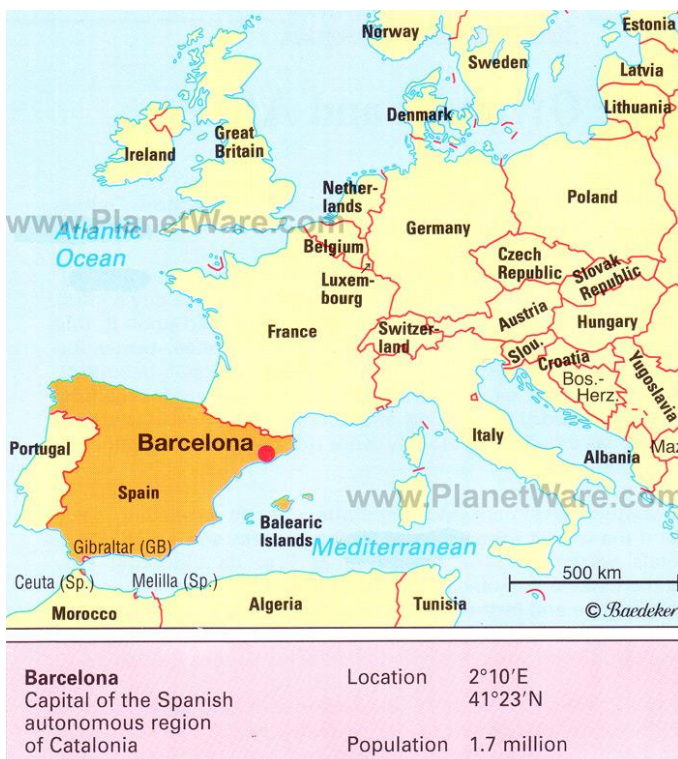 Norway
Sweden
Estonia
Latvia
Lithuania
Denmark
Ireland
Great
Britain
Nether-
lands
Poland
Germany
www.PlanetWare.com
Atlantic
Ocean
Belgium
Luxem-
bourg
Czech
Republic
Slovak
Republic
France
Switzer-
land
Austria
Hungary
Slou.
Croatia
Bos.-
Herz.
Yugoslavia
Portugal
Barcelona
Italy
Albania
Maz
Spain
www.PlanetWare.com
Balearic
Islands
Gibraltar (GB)
Mediterranean
Ceuta (Sp.)
Melilla (Sp.)
500 km
Morocco
Algeria
Tunisia
© Baedeker
Barcelona
Capital of the Spanish
autonomous region
of Catalonia
Location 2°10'E
41°23'N
Population 1.7 million